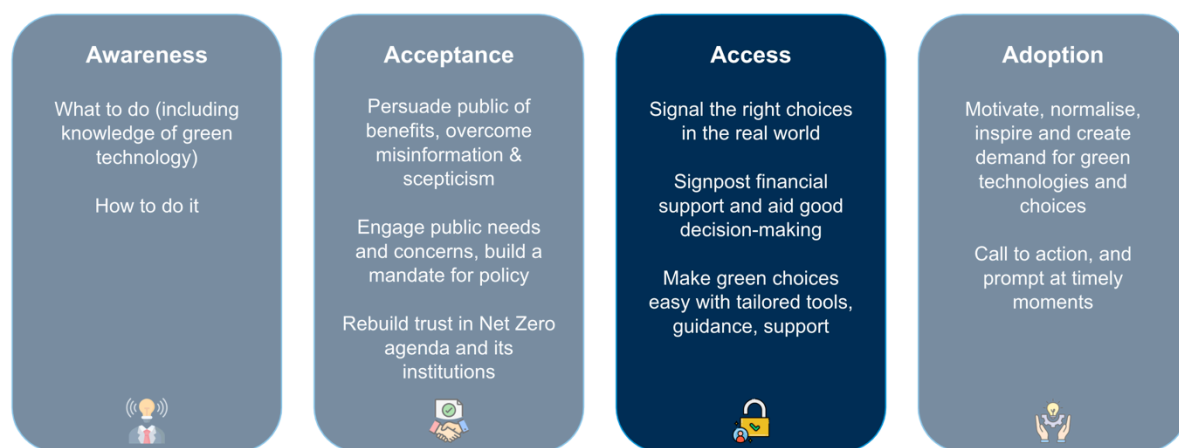 Awareness
What to do (including
knowledge of green
technology)
How to do it
Acceptance
Persuade public of
benefits, overcome
misinformation &
scepticism
Engage public needs
and concerns, build a
mandate for policy
Rebuild trust in Net Zero
agenda and its
institutions
Access
Signal the right choices
in the real world
Signpost financial
support and aid good
decision-making
Make green choices
easy with tailored tools,
guidance, support
Adoption
Motivate, normalise,
inspire and create
demand for green
technologies and
choices
Call to action, and
prompt at timely
moments